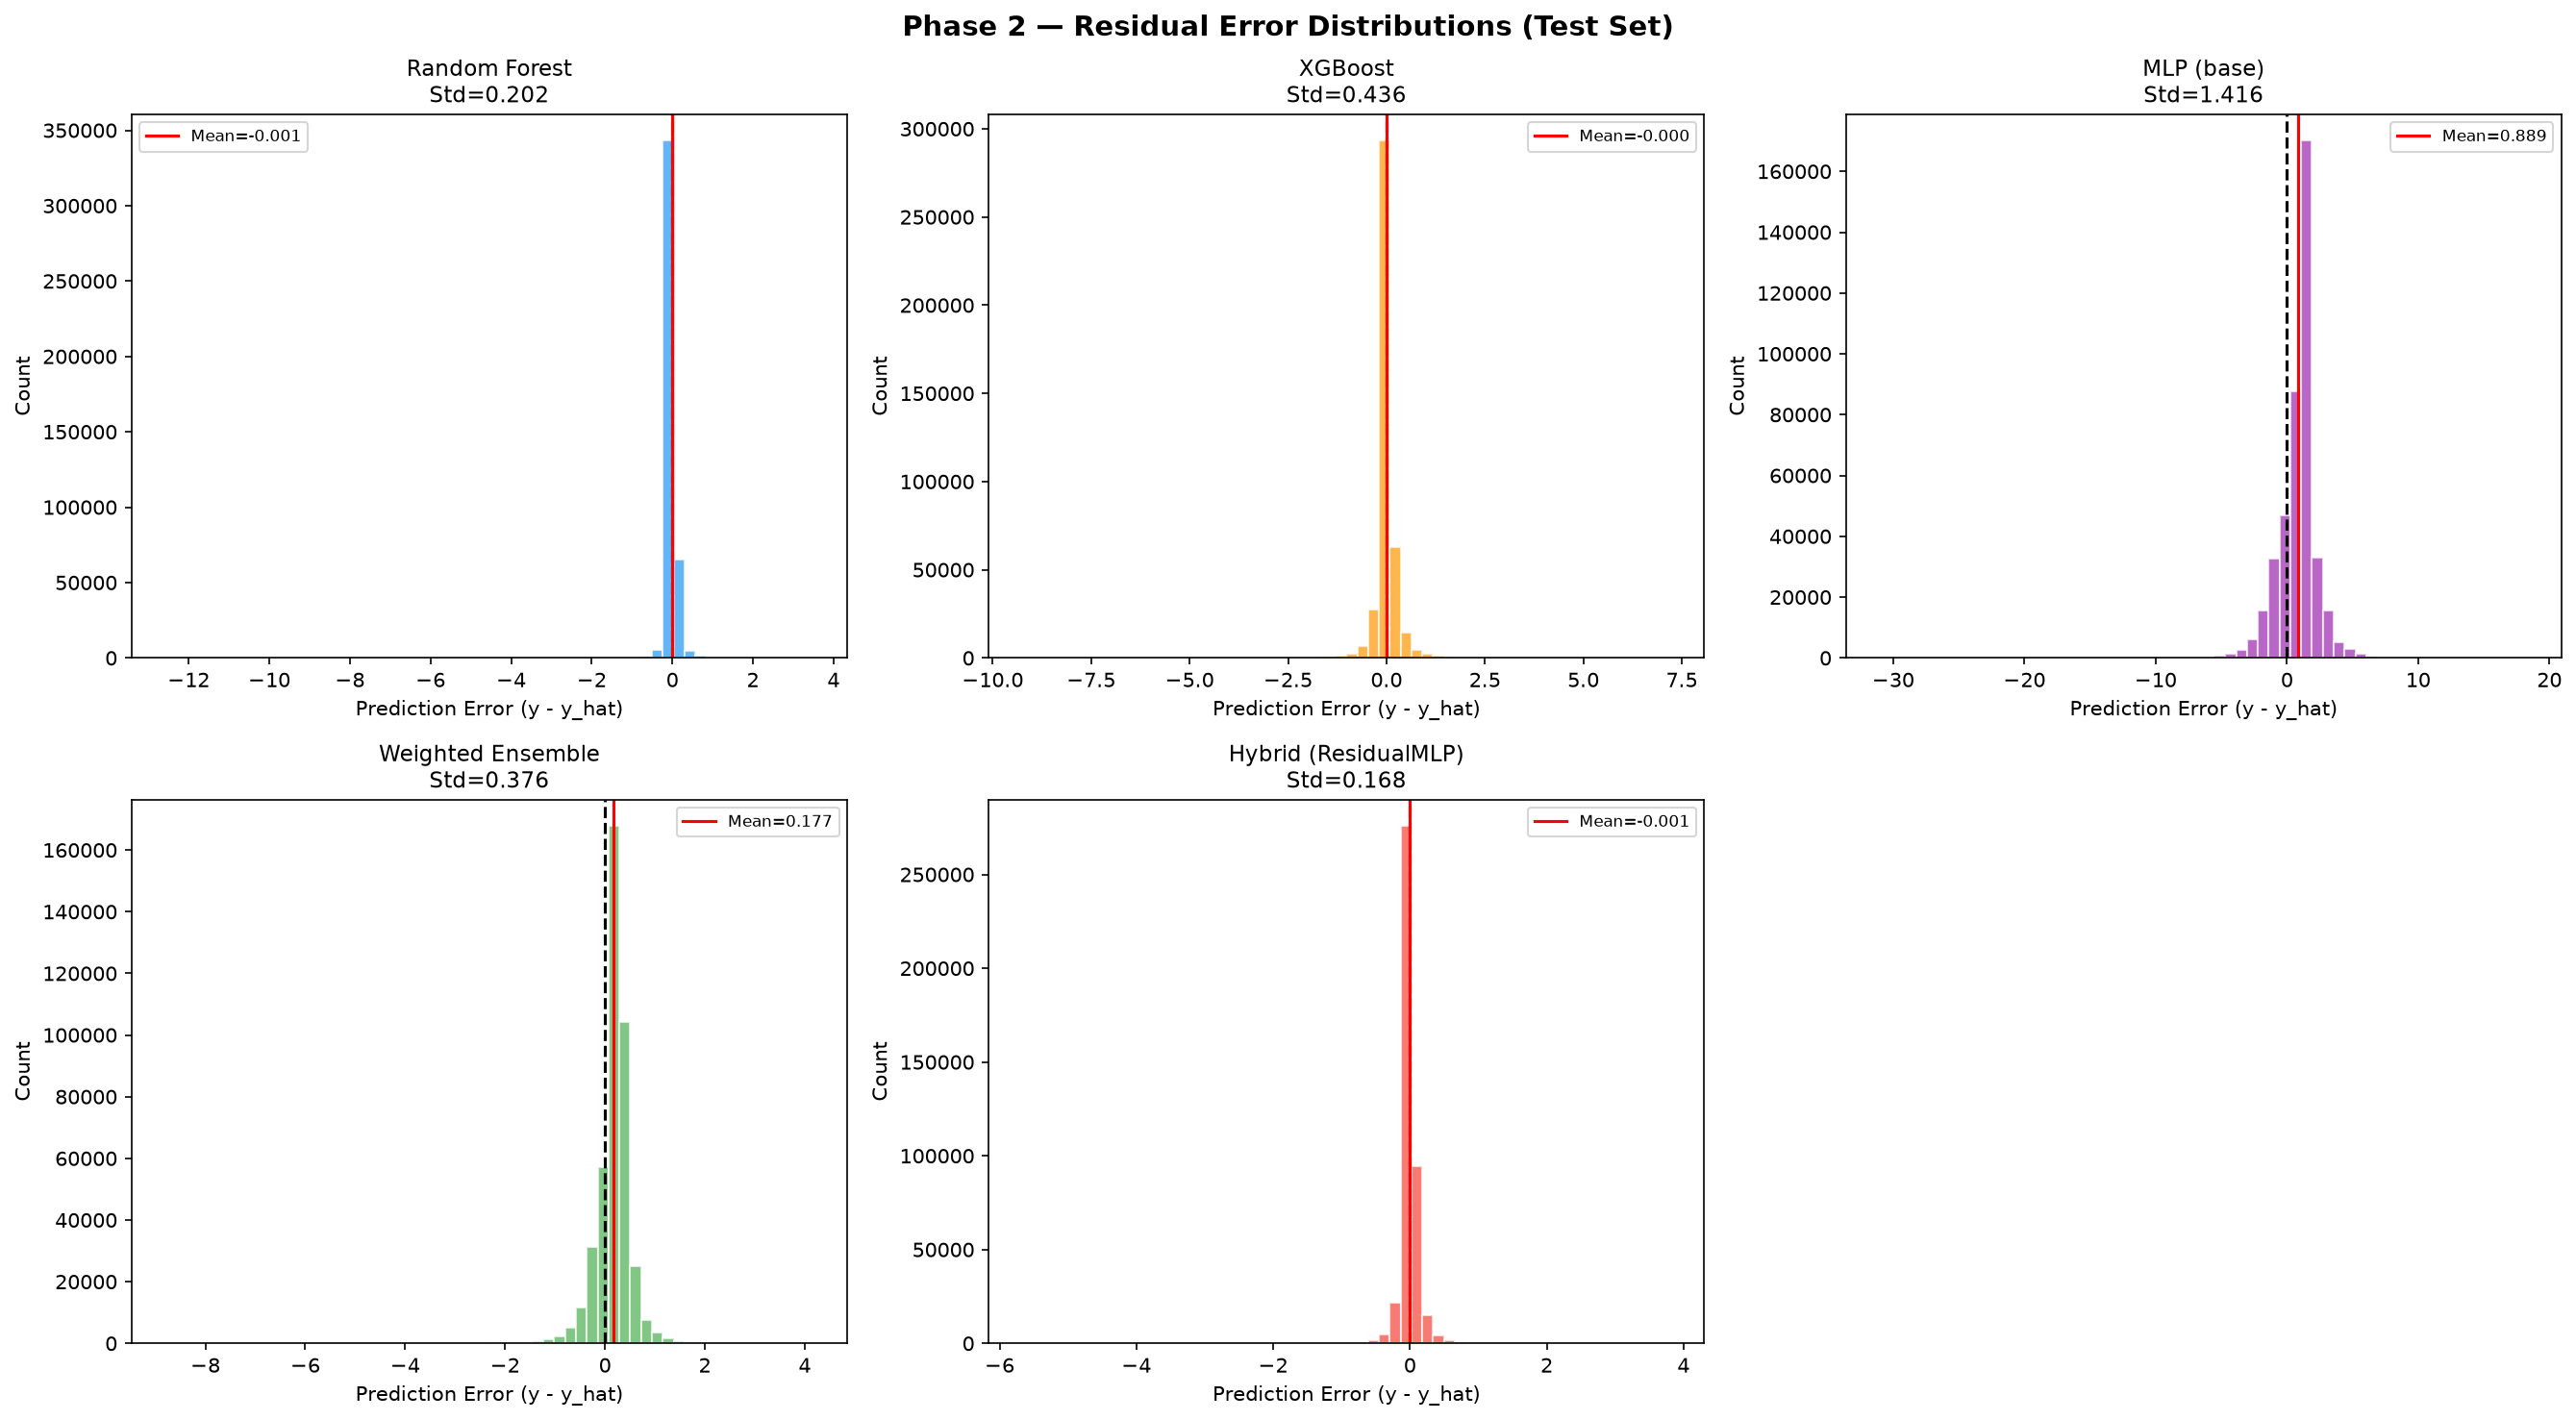 Phase 2 — Residual Error Distributions (Test Set)
Random Forest
Std=0.202
Mean=-0.001
350000
300000
250000
200000
150000
100000
50000
0
Count
−12 −10 −8 −6 −4 −2 0 2 4
Prediction Error (y - y_hat)
XGBoost
Std=0.436
Mean=-0.000
300000
250000
200000
150000
100000
50000
0
Count
−10.0 −7.5 −5.0 −2.5 0.0 2.5 5.0 7.5
Prediction Error (y - y_hat)
MLP (base)
Std=1.416
Mean=0.889
160000
140000
120000
100000
80000
60000
40000
20000
0
Count
−30 −20 −10 0 10 20
Prediction Error (y - y_hat)
Weighted Ensemble
Std=0.376
Mean=0.177
160000
140000
120000
100000
80000
60000
40000
20000
0
Count
−8 −6 −4 −2 0 2 4
Prediction Error (y - y_hat)
Hybrid (ResidualMLP)
Std=0.168
Mean=-0.001
250000
200000
150000
100000
50000
0
Count
−6 −4 −2 0 2 4
Prediction Error (y - y_hat)